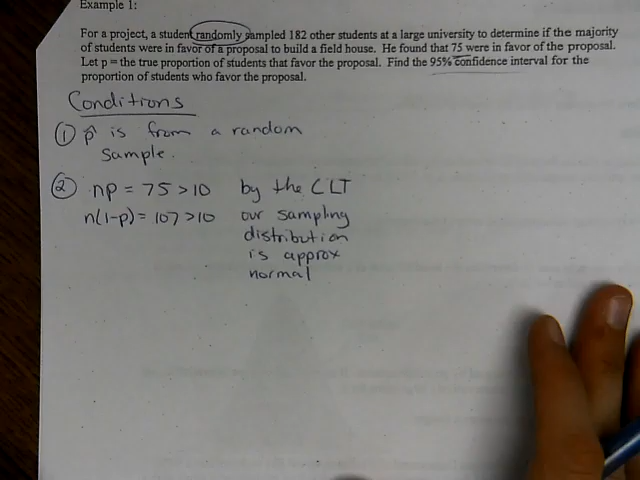 Example 1:
For a project, a student randomly sampled 182 other students at a large university to determine if the majority
of students were in favor of a proposal to build a field house. He found that 75 were in favor of the proposal.
Let p = the true proportion of students that favor the proposal. Find the 95% confidence interval for the
proportion of students who favor the proposal.
Conditions
① p̂ is from a random
sample.
② np = 75 > 10 by the CLT
n(1-p) = 107 > 10 our sampling
distribution
is approx
normal